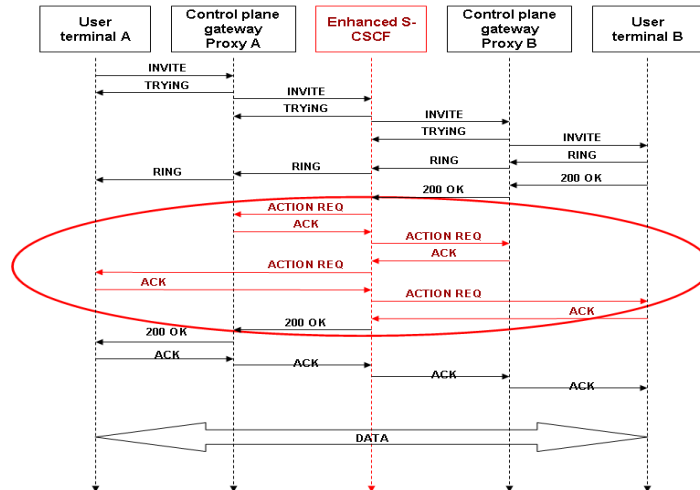 User
terminal A
Control plane
gateway
Proxy A
Enhanced S-
CSCF
Control plane
gateway
Proxy B
User
terminal B
INVITE
TRYiNG
INVITE
TRYING
INVITE
TRYING
INVITE
RING
RING
RING
RING
200 OK
200 OK
ACTION REQ
ACK
ACTION REQ
ACK
ACTION REQ
ACK
ACTION REQ
ACK
200 OK
200 OK
ACK
ACK
ACK
ACK
DATA